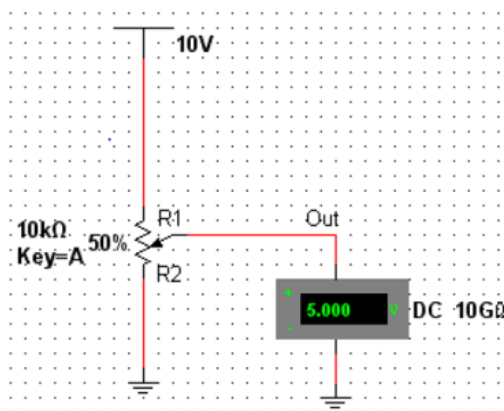 10V
R1
Out
10kΩ
50%
Key=A
R2
+
5.000 V
DC 10GΩ
-